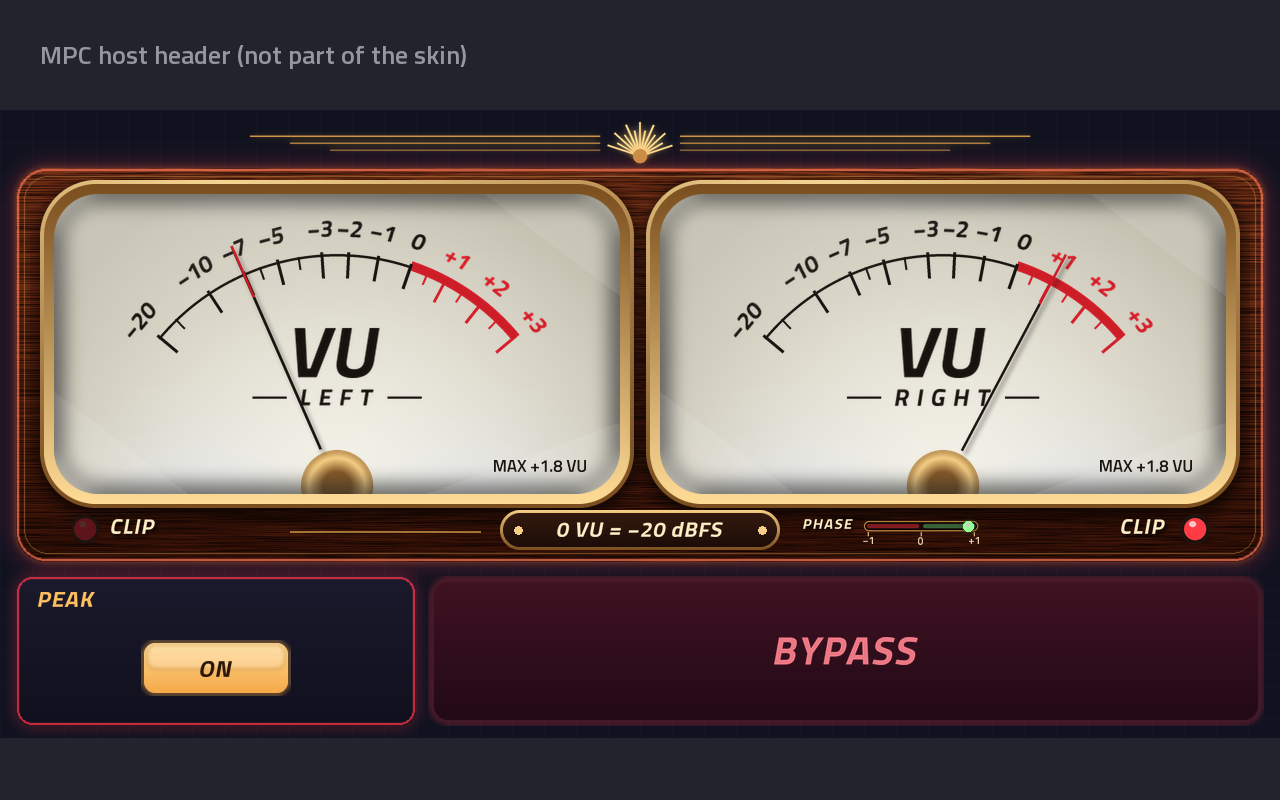 MPC host header (not part of the skin)
−20 −10 −7 −5 −3 −2 −1 0 +1 +2 +3
VU
LEFT
MAX +1.8 VU
−20 −10 −7 −5 −3 −2 −1 0 +1 +2 +3
VU
RIGHT
MAX +1.8 VU
CLIP
0 VU = −20 dBFS
PHASE
−1 0 +1
CLIP
PEAK
ON
BYPASS